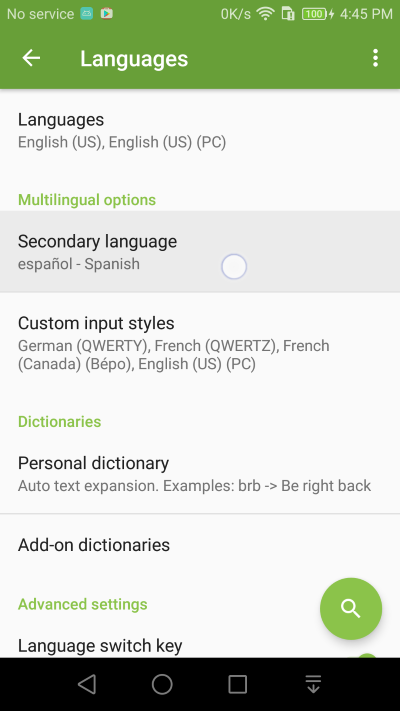 No service 0K/s 100 4:45 PM
Languages
Languages
English (US), English (US) (PC)
Multilingual options
Secondary language
español - Spanish
Custom input styles
German (QWERTY), French (QWERTZ), French
(Canada) (Bépo), English (US) (PC)
Dictionaries
Personal dictionary
Auto text expansion. Examples: brb -> Be right back
Add-on dictionaries
Advanced settings
Language switch key